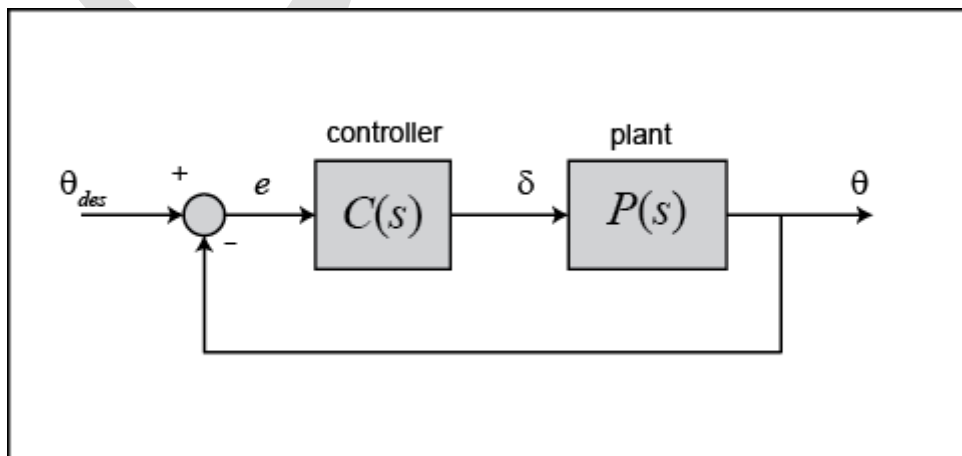 controller plant
θdes + e C(s) δ P(s) θ
-